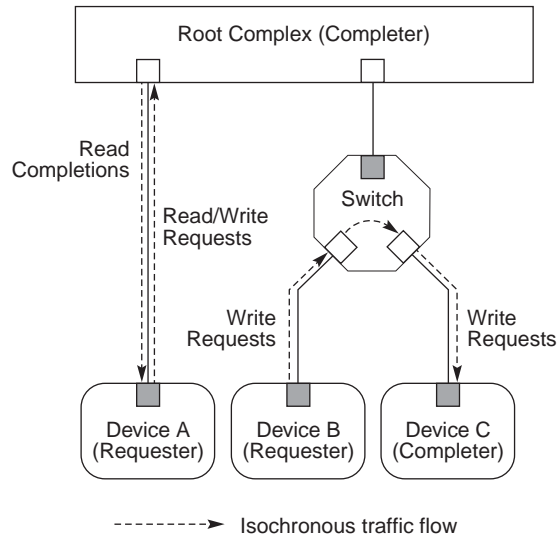 Root Complex (Completer)
Read
Completions
Read/Write
Requests
Switch
Write
Requests
Write
Requests
Device A
(Requester)
Device B
(Requester)
Device C
(Completer)
Isochronous traffic flow